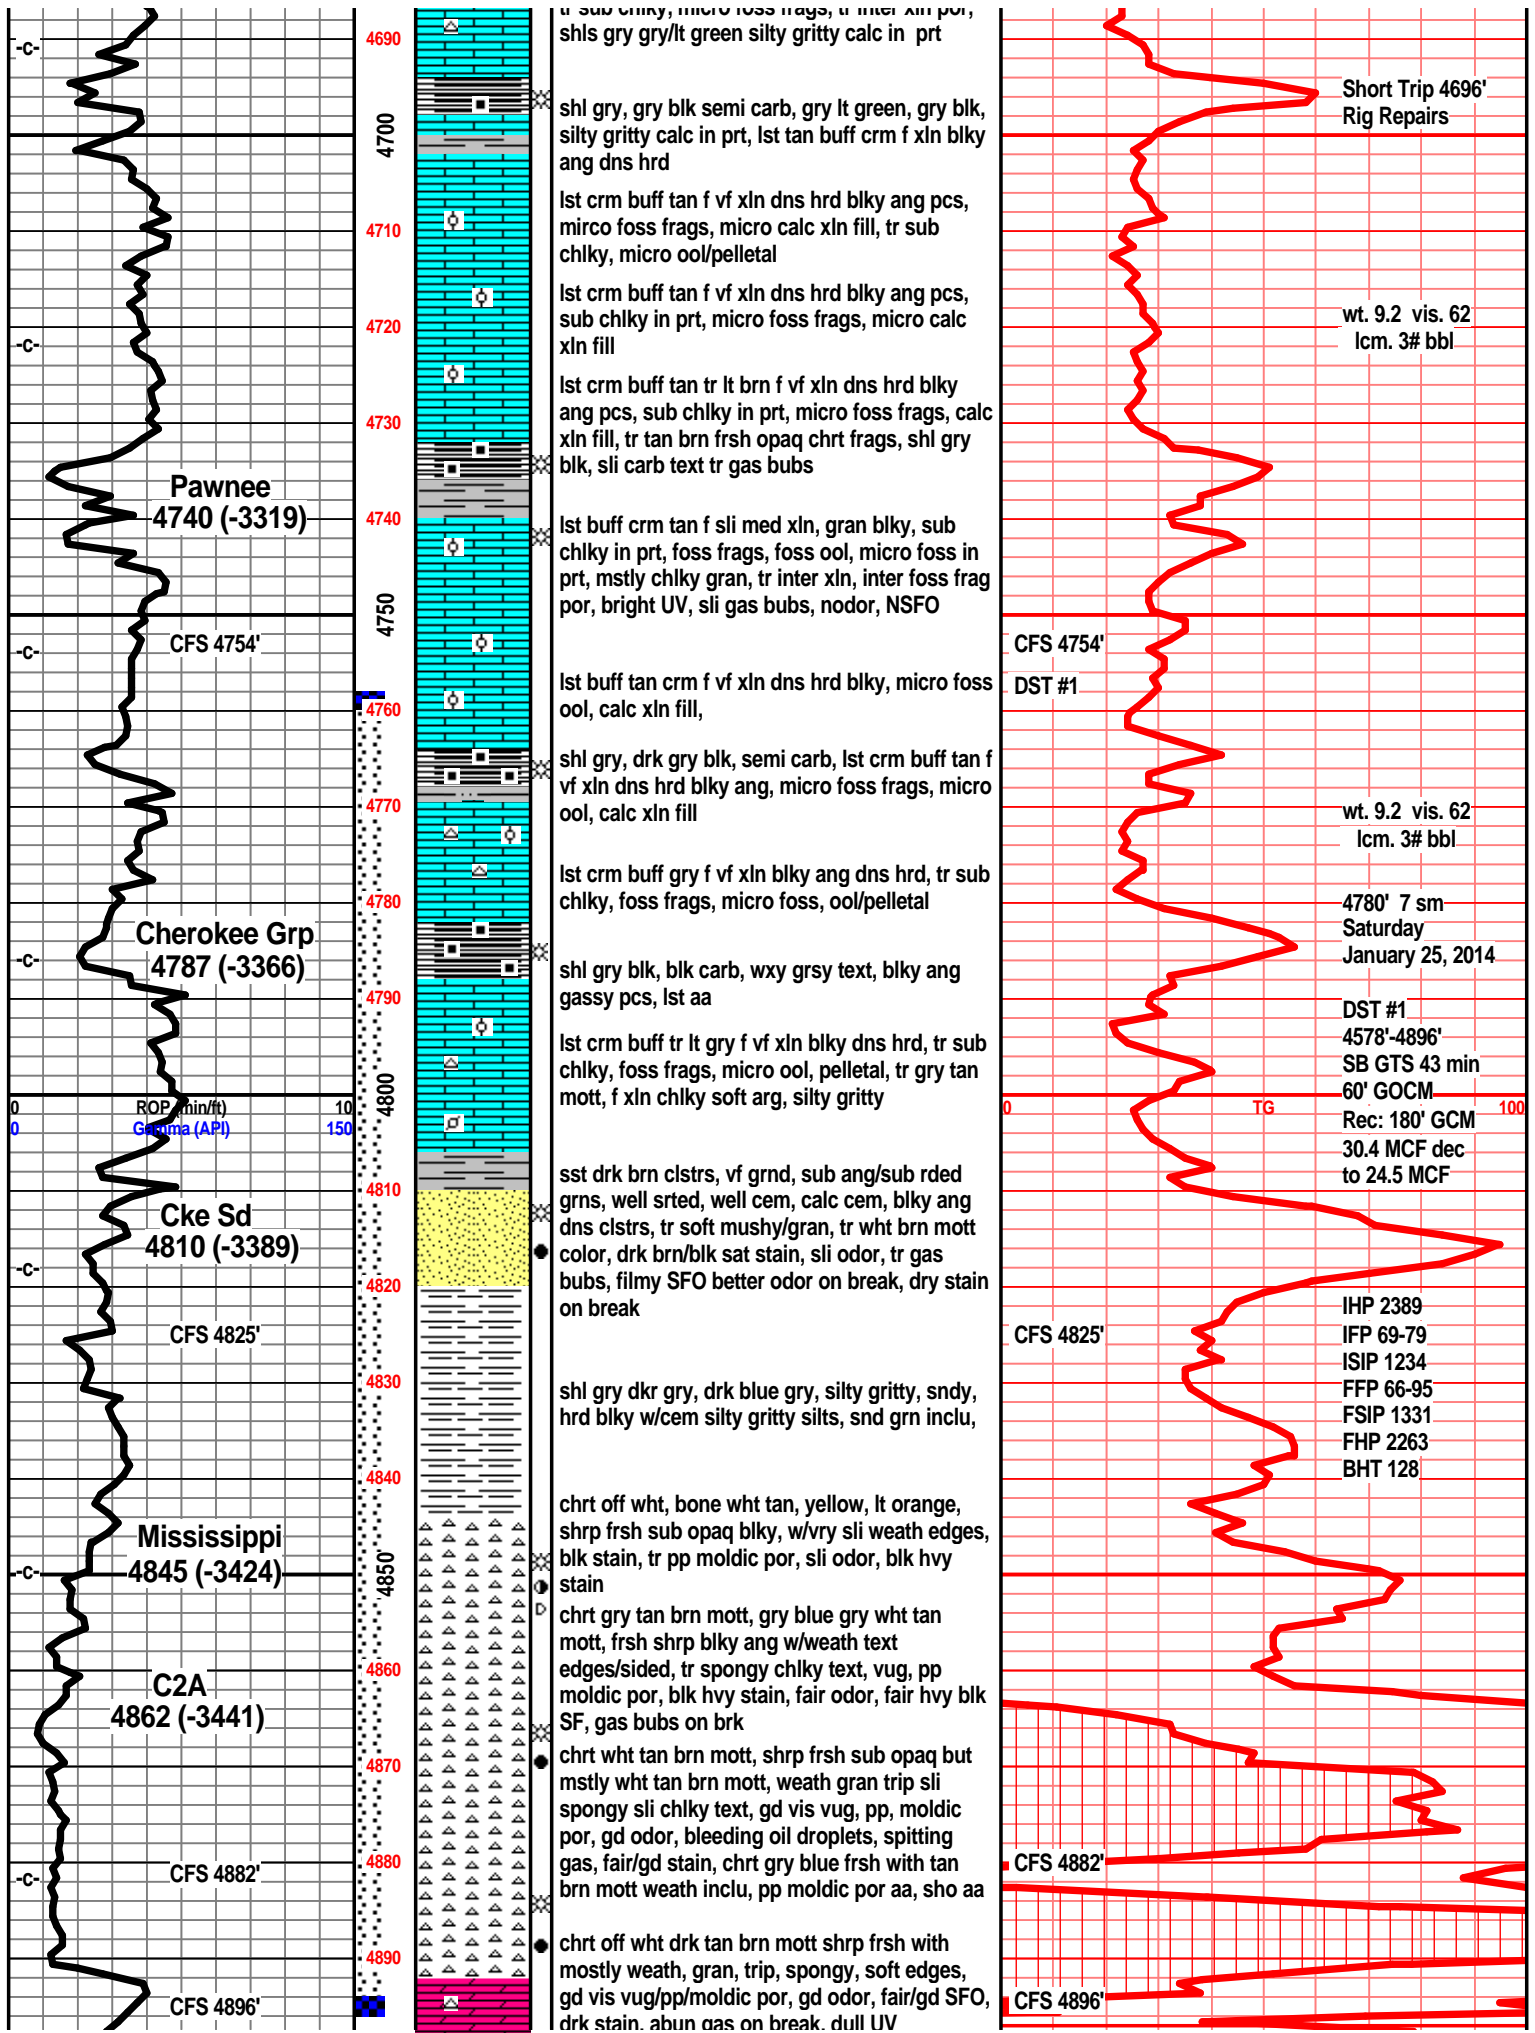 tr sub chlky, micro foss frags, tr inter xln por,
shls gry gry/lt green silty gritty calc in prt
-c-
4690
Short Trip 4696'
Rig Repairs
shl gry, gry blk semi carb, gry lt green, gry blk,
silty gritty calc in prt, lst tan buff crm f xln blky
ang dns hrd
4700
lst crm buff tan f vf xln dns hrd blky ang pcs,
mirco foss frags, micro calc xln fill, tr sub
chlky, micro ool/pelletal
4710
lst crm buff tan f vf xln dns hrd blky ang pcs,
sub chlky in prt, micro foss frags, micro calc
xln fill
wt. 9.2 vis. 62
lcm. 3# bbl
4720
-c-
lst crm buff tan tr lt brn f vf xln dns hrd blky
ang pcs, sub chlky in prt, micro foss frags, calc
xln fill, tr tan brn frsh opaq chrt frags, shl gry
blk, sli carb text tr gas bubs
4730
Pawnee
4740 (-3319)
4740
lst buff crm tan f sli med xln, gran blky, sub
chlky in prt, foss frags, foss ool, micro foss in
prt, mstly chlky gran, tr inter xln, inter foss frag
por, bright UV, sli gas bubs, nodor, NSFO
4750
-c-
CFS 4754'
CFS 4754'
DST #1
lst buff tan crm f vf xln dns hrd blky, micro foss
ool, calc xln fill,
4760
shl gry, drk gry blk, semi carb, lst crm buff tan f
vf xln dns hrd blky ang, micro foss frags, micro
ool, calc xln fill
4770
wt. 9.2 vis. 62
lcm. 3# bbl
lst crm buff gry f vf xln blky ang dns hrd, tr sub
chlky, foss frags, micro foss, ool/pelletal
4780
4780' 7 sm
Saturday
January 25, 2014
Cherokee Grp
4787 (-3366)
-c-
shl gry blk, blk carb, wxy grsy text, blky ang
gassy pcs, lst aa
4790
DST #1
4578'-4896'
SB GTS 43 min
60' GOCM
Rec: 180' GCM
30.4 MCF dec
to 24.5 MCF
lst crm buff tr lt gry f vf xln blky dns hrd, tr sub
chlky, foss frags, micro ool, pelletal, tr gry tan
mott, f xln chlky soft arg, silty gritty
4800
0 ROP (min/ft) 10
0 Gamma (API) 150
0 TG 100
sst drk brn clstrs, vf grnd, sub ang/sub rded
grns, well srted, well cem, calc cem, blky ang
dns clstrs, tr soft mushy/gran, tr wht brn mott
color, drk brn/blk sat stain, sli odor, tr gas
bubs, filmy SFO better odor on break, dry stain
on break
4810
Cke Sd
4810 (-3389)
-c-
4820
CFS 4825'
CFS 4825'
IHP 2389
IFP 69-79
ISIP 1234
FFP 66-95
FSIP 1331
FHP 2263
BHT 128
4830
shl gry dkr gry, drk blue gry, silty gritty, sndy,
hrd blky w/cem silty gritty silts, snd grn inclu,
4840
chrt off wht, bone wht tan, yellow, lt orange,
shrp frsh sub opaq blky, w/vry sli weath edges,
blk stain, tr pp moldic por, sli odor, blk hvy
stain
Mississippi
4845 (-3424)
-c-
4850
chrt gry tan brn mott, gry blue gry wht tan
mott, frsh shrp blky ang w/weath text
edges/sided, tr spongy chlky text, vug, pp
moldic por, blk hvy stain, fair odor, fair hvy blk
SF, gas bubs on brk
4860
C2A
4862 (-3441)
chrt wht tan brn mott, shrp frsh sub opaq but
mstly wht tan brn mott, weath gran trip sli
spongy sli chlky text, gd vis vug, pp, moldic
por, gd odor, bleeding oil droplets, spitting
gas, fair/gd stain, chrt gry blue frsh with tan
brn mott weath inclu, pp moldic por aa, sho aa
4870
4880
-c-
CFS 4882'
CFS 4882'
4890
chrt off wht drk tan brn mott shrp frsh with
mostly weath, gran, trip, spongy, soft edges,
gd vis vug/pp/moldic por, gd odor, fair/gd SFO,
drk stain, abun gas on break, dull UV
CFS 4896'
CFS 4896'